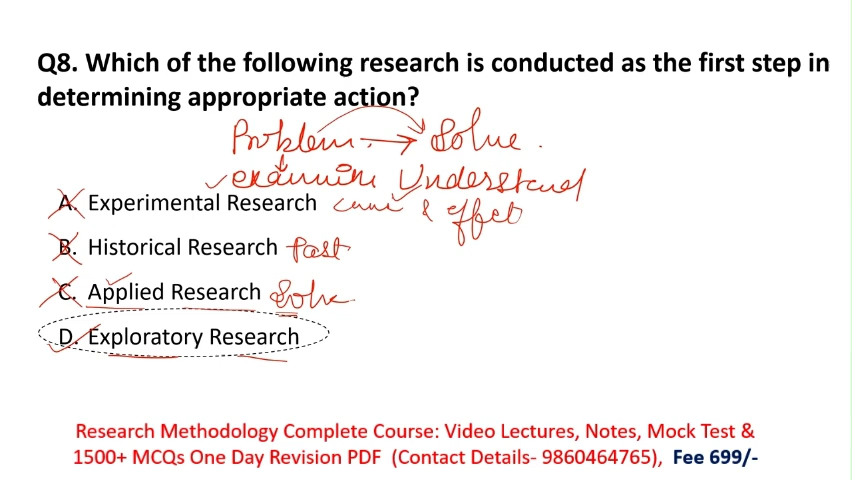 Q8. Which of the following research is conducted as the first step in
determining appropriate action?
Problem. → Solve.
examine Understand
A. Experimental Research cause & effect
B. Historical Research Past
C. Applied Research Solve
D. Exploratory Research
Research Methodology Complete Course: Video Lectures, Notes, Mock Test &
1500+ MCQs One Day Revision PDF (Contact Details- 9860464765), Fee 699/-